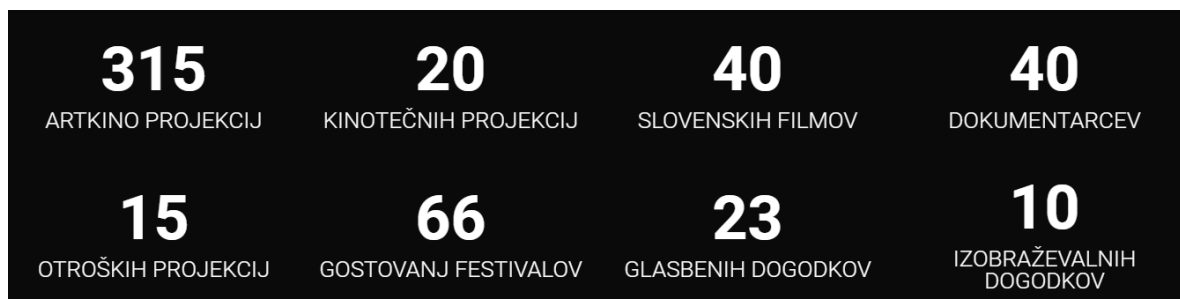 315
ARTKINO PROJEKCIJ
20
KINOTEČNIH PROJEKCIJ
40
SLOVENSKIH FILMOV
40
DOKUMENTARCEV
15
OTROŠKIH PROJEKCIJ
66
GOSTOVANJ FESTIVALOV
23
GLASBENIH DOGODKOV
10
IZOBRAŽEVALNIH
DOGODKOV